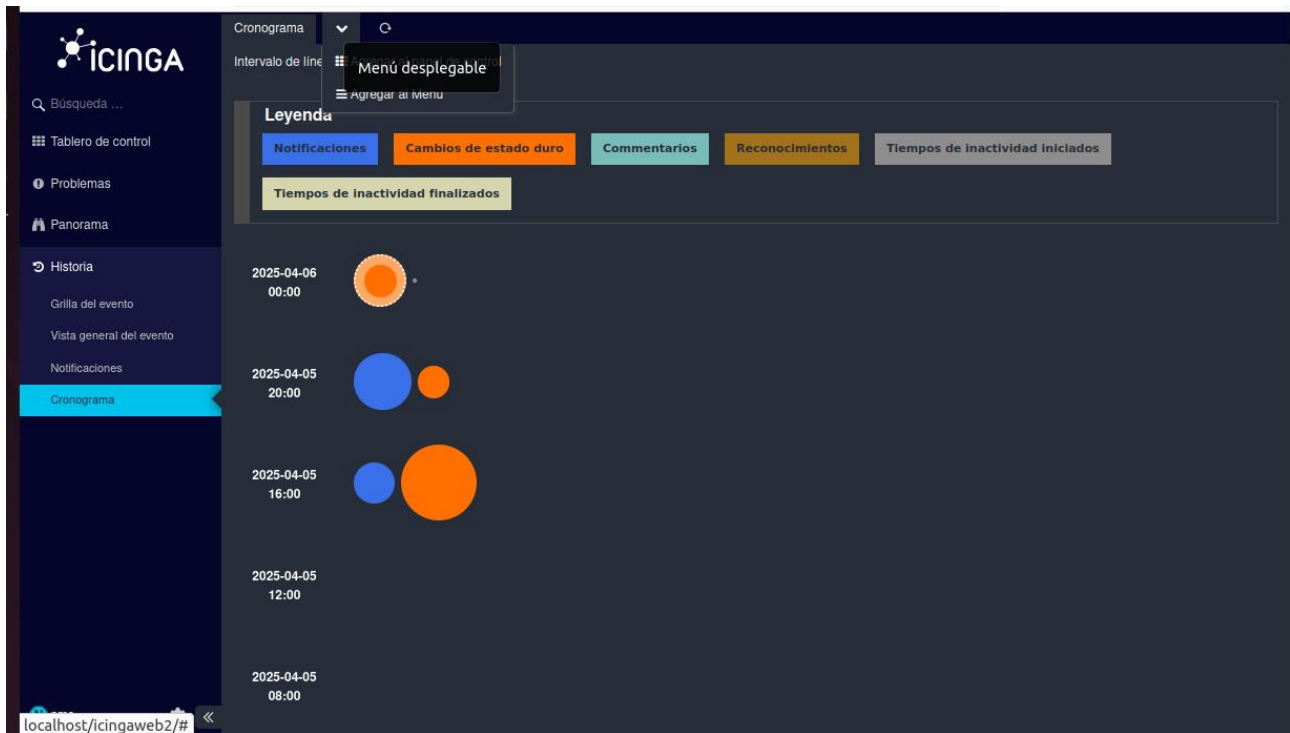 Cronograma
Intervalo de líne
Menú desplegable
Agregar al Menú
icinga
Búsqueda ...
Tablero de control
Problemas
Panorama
Historia
Grilla del evento
Vista general del evento
Notificaciones
Cronograma
localhost/icingaweb2/#
Leyenda
Notificaciones Cambios de estado duro Commentarios Reconocimientos Tiempos de inactividad iniciados
Tiempos de inactividad finalizados
2025-04-06
00:00
2025-04-05
20:00
2025-04-05
16:00
2025-04-05
12:00
2025-04-05
08:00